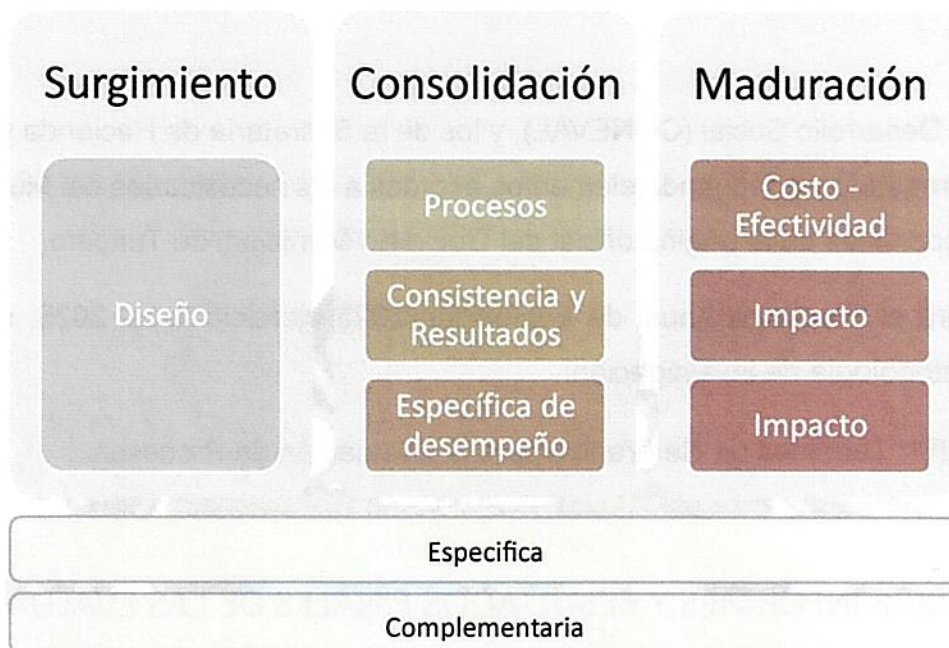 Surgimiento
Consolidación
Maduración
Diseño
Procesos
Consistencia y
Resultados
Específica de
desempeño
Costo -
Efectividad
Impacto
Impacto
Especifica
Complementaria